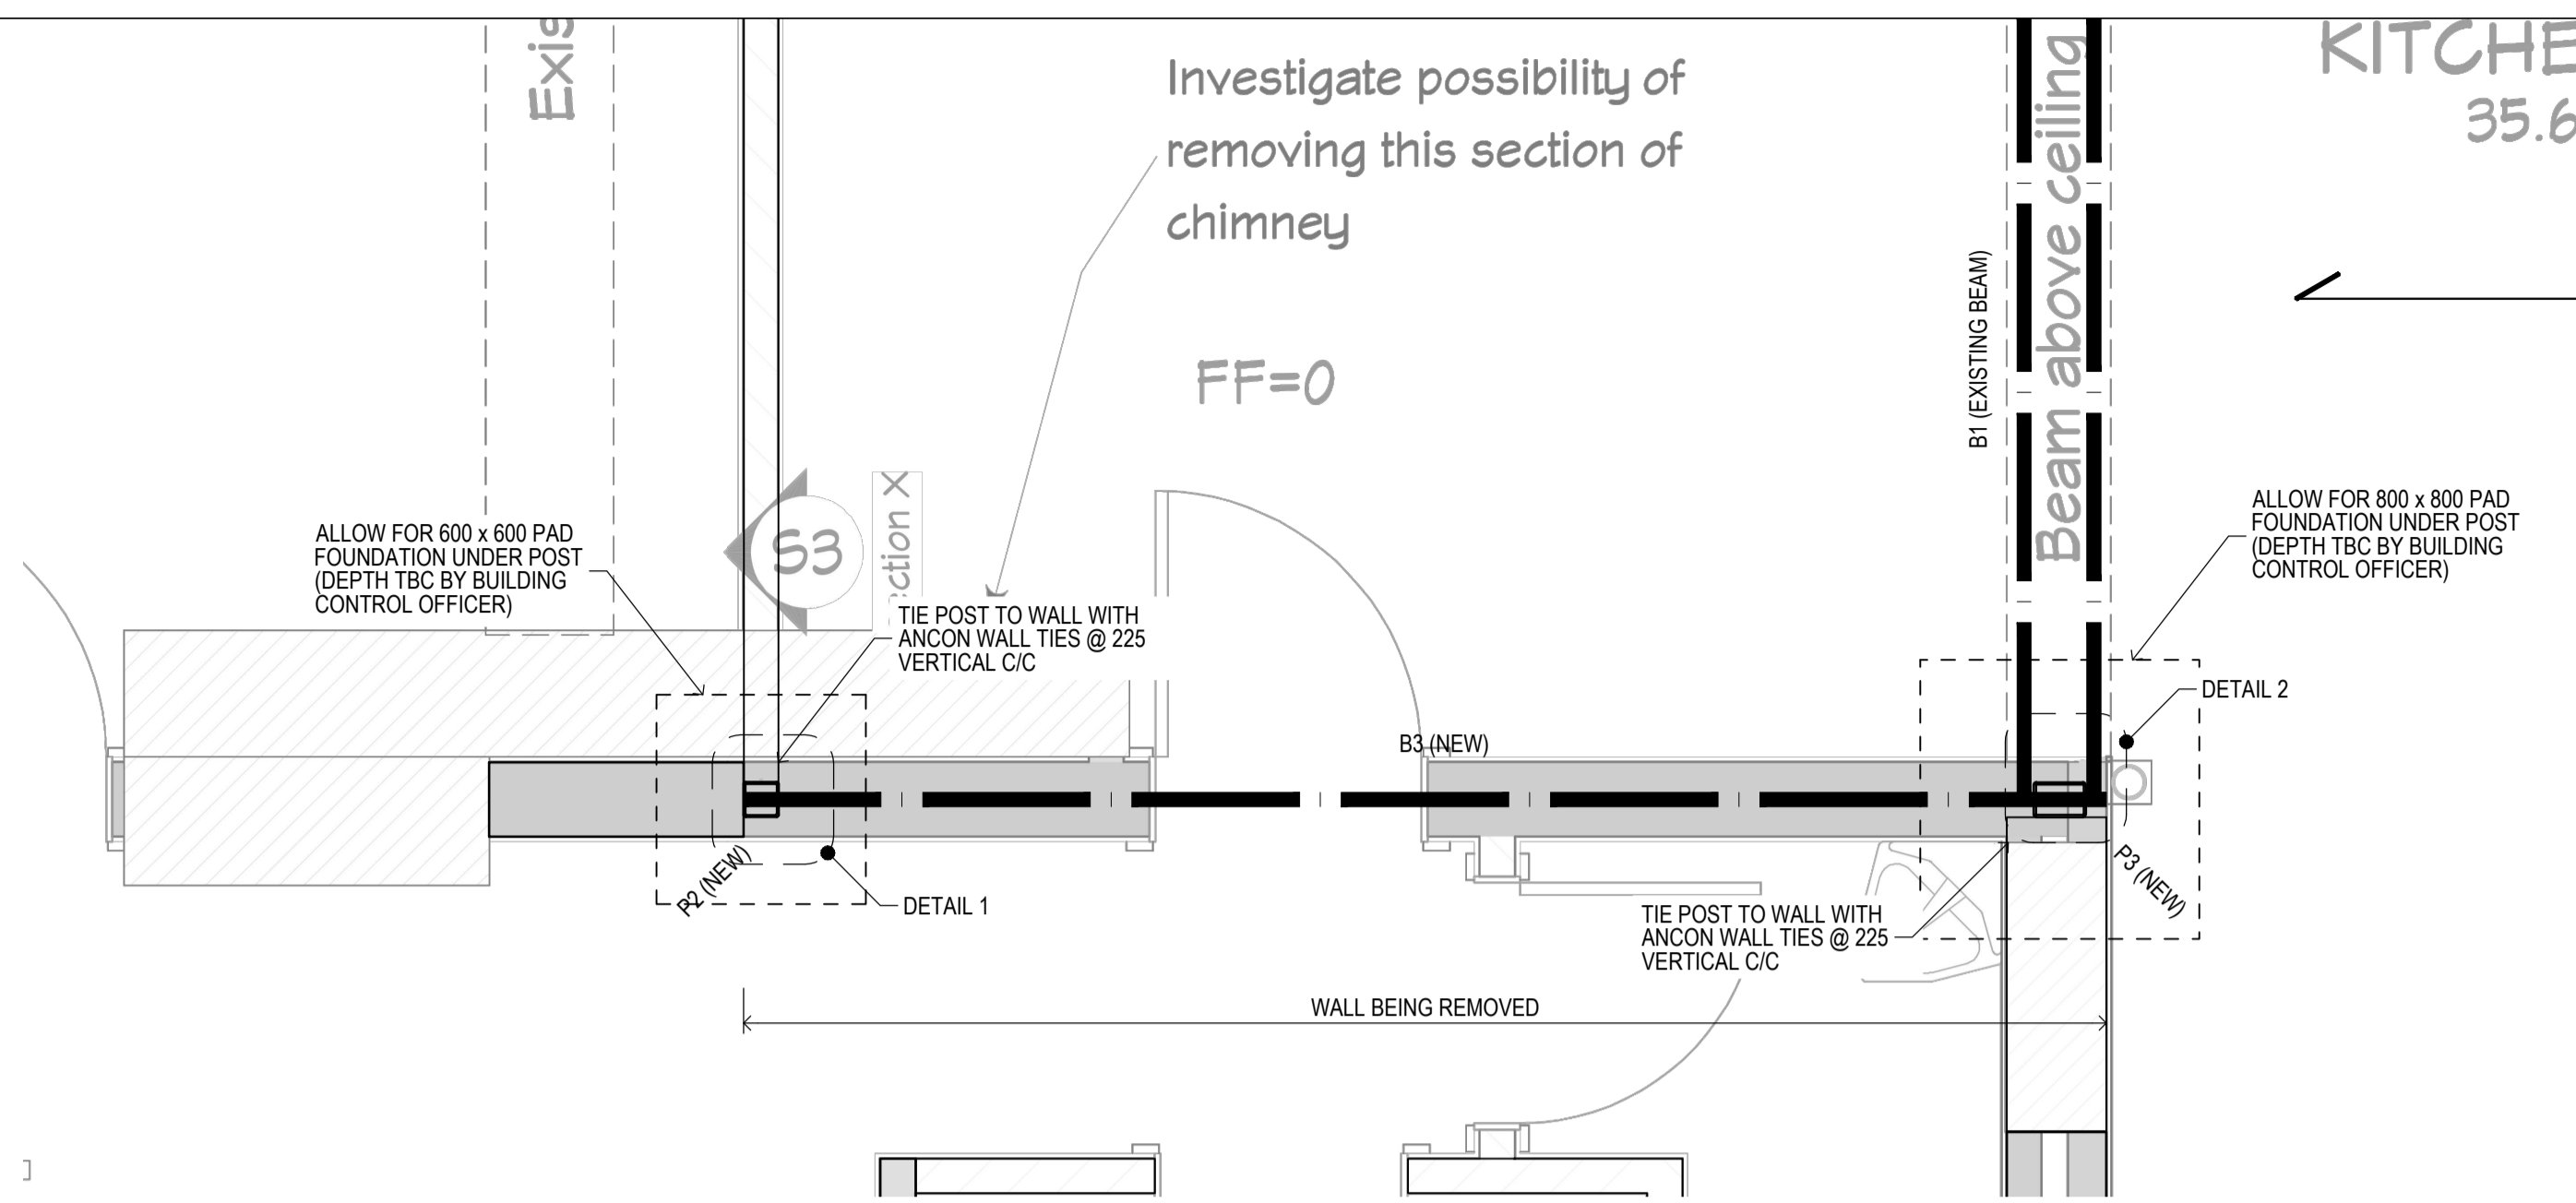 Exis
Investigate possibility of
removing this section of
chimney
FF=0
Beam above ceiling
KITCHE
35.6
B1 (EXISTING BEAM)
ALLOW FOR 600 x 600 PAD
FOUNDATION UNDER POST
(DEPTH TBC BY BUILDING
CONTROL OFFICER)
S3
ction X
TIE POST TO WALL WITH
ANCON WALL TIES @ 225
VERTICAL C/C
ALLOW FOR 800 x 800 PAD
FOUNDATION UNDER POST
(DEPTH TBC BY BUILDING
CONTROL OFFICER)
DETAIL 2
B3 (NEW)
P2 (NEW)
DETAIL 1
P3 (NEW)
TIE POST TO WALL WITH
ANCON WALL TIES @ 225
VERTICAL C/C
WALL BEING REMOVED